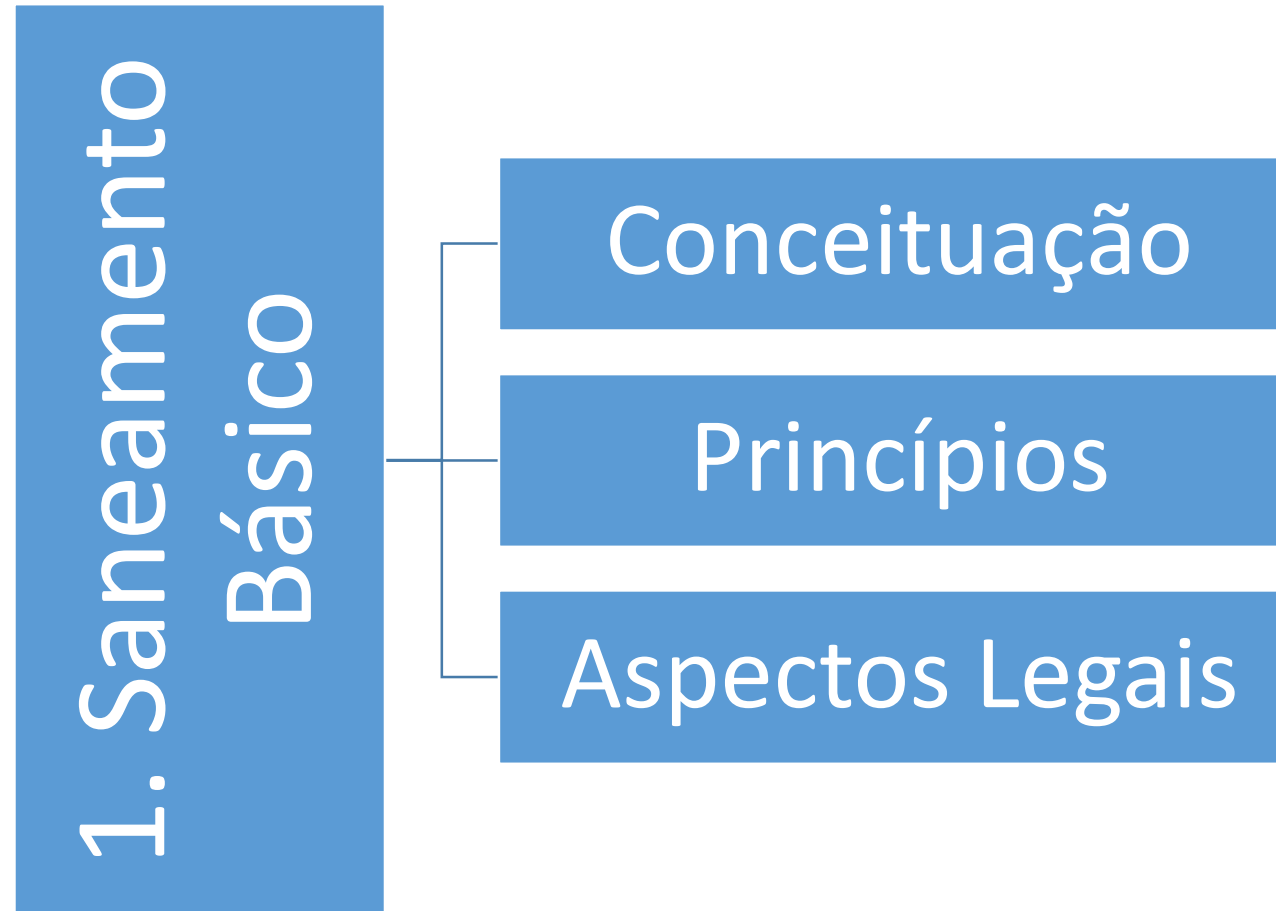 1. Saneamento
Básico
Conceituação
Princípios
Aspectos Legais